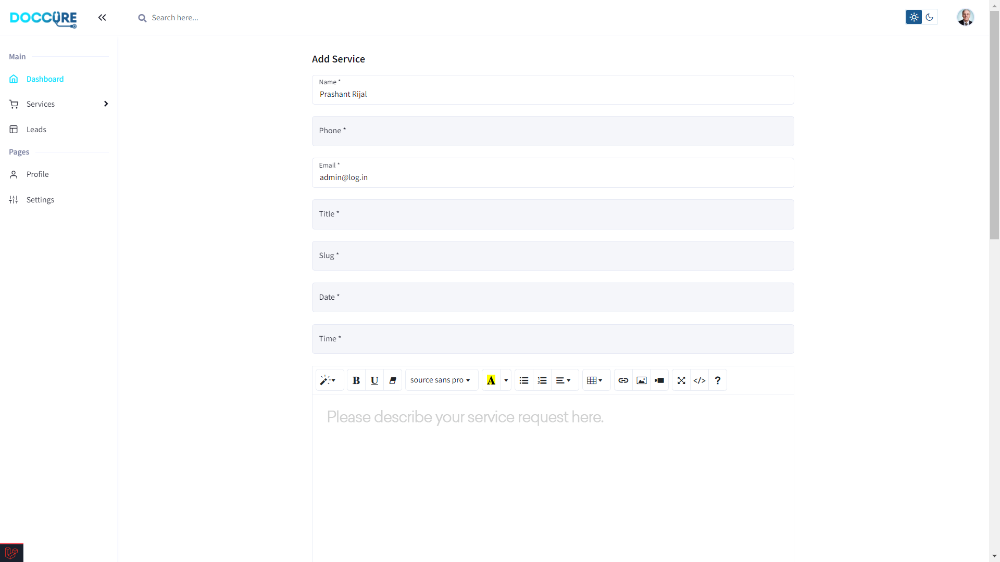 DOCCURE
Search here...
Main
Dashboard
Services
Leads
Pages
Profile
Settings
Add Service
Name *
Prashant Rijal
Phone *
Email *
admin@log.in
Title *
Slug *
Date *
Time *
B U source sans pro A </> ?
Please describe your service request here.